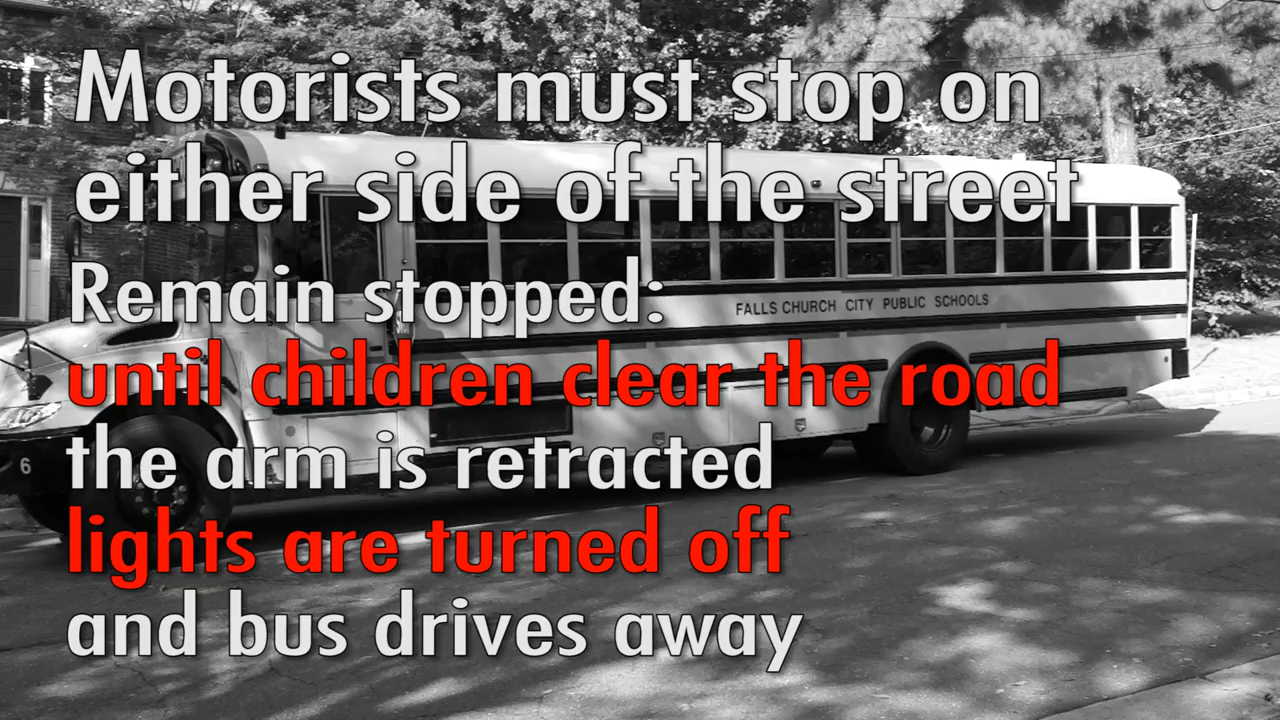 Motorists must stop on
either side of the street
Remain stopped:
until children clear the road
the arm is retracted
lights are turned off
and bus drives away
FALLS CHURCH CITY PUBLIC SCHOOLS
6